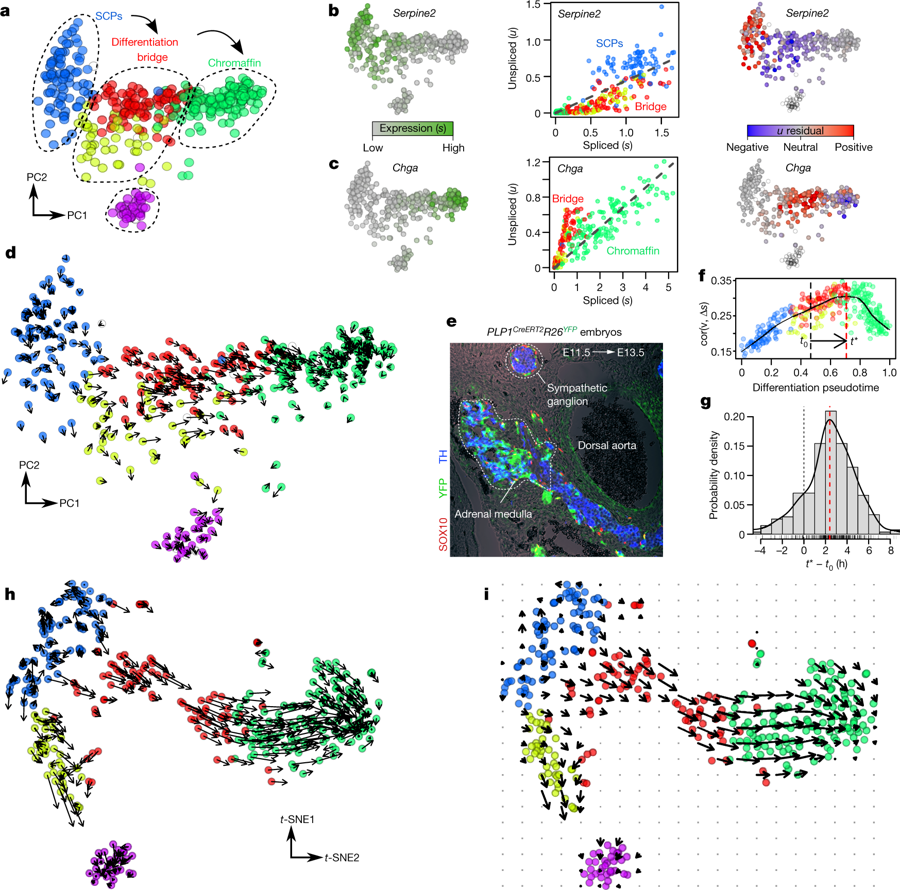 a
SCPs
Differentiation
bridge
Chromaffin
PC2
PC1
b
Serpine2
Expression (s)
Low
High
Serpine2
Unspliced (u)
1.5
1.0
0.5
0
SCPs
Bridge
0
0.5
1.0
1.5
Spliced (s)
Serpine2
u residual
Negative
Neutral
Positive
c
Chga
Chga
Unspliced (u)
1.2
0.8
0.4
0
Bridge
Chromaffin
0
1
2
3
4
5
Spliced (s)
Chga
d
PC2
PC1
e
PLP1CreERT2R26YFP embryos
E11.5
E13.5
Sympathetic
ganglion
Dorsal aorta
Adrenal medulla
SOX10 YFP TH
f
cor(v, Δs)
0.35
0.25
0.15
t0
t*
0
0.2
0.4
0.6
0.8
1.0
Differentiation pseudotime
g
Probability density
0.20
0.15
0.10
0.05
0
−4
−2
0
2
4
6
8
t* − t0 (h)
h
t-SNE1
t-SNE2
i